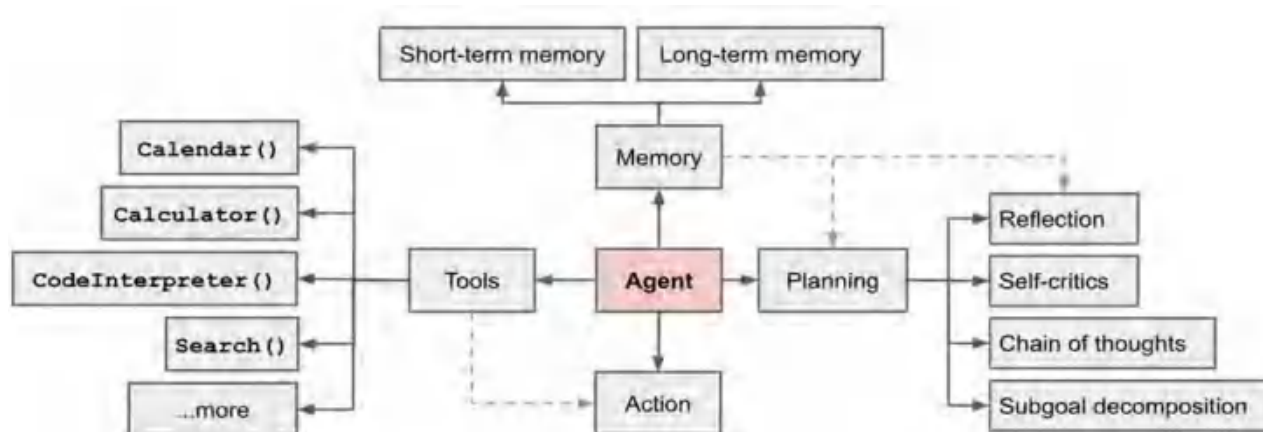 Short-term memory
Long-term memory
Calendar()
Memory
Calculator()
Reflection
CodeInterpreter()
Tools
Agent
Planning
Self-critics
Search()
Chain of thoughts
...more
Action
Subgoal decomposition